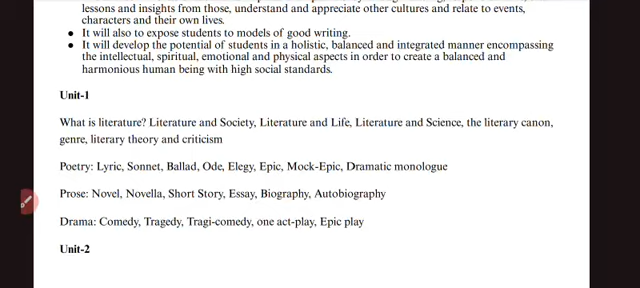 lessons and insights from those, understand and appreciate other cultures and relate to events,
characters and their own lives.
• It will also to expose students to models of good writing.
• It will develop the potential of students in a holistic, balanced and integrated manner encompassing
the intellectual, spiritual, emotional and physical aspects in order to create a balanced and
harmonious human being with high social standards.
Unit-1
What is literature? Literature and Society, Literature and Life, Literature and Science, the literary canon,
genre, literary theory and criticism
Poetry: Lyric, Sonnet, Ballad, Ode, Elegy, Epic, Mock-Epic, Dramatic monologue
Prose: Novel, Novella, Short Story, Essay, Biography, Autobiography
Drama: Comedy, Tragedy, Tragi-comedy, one act-play, Epic play
Unit-2